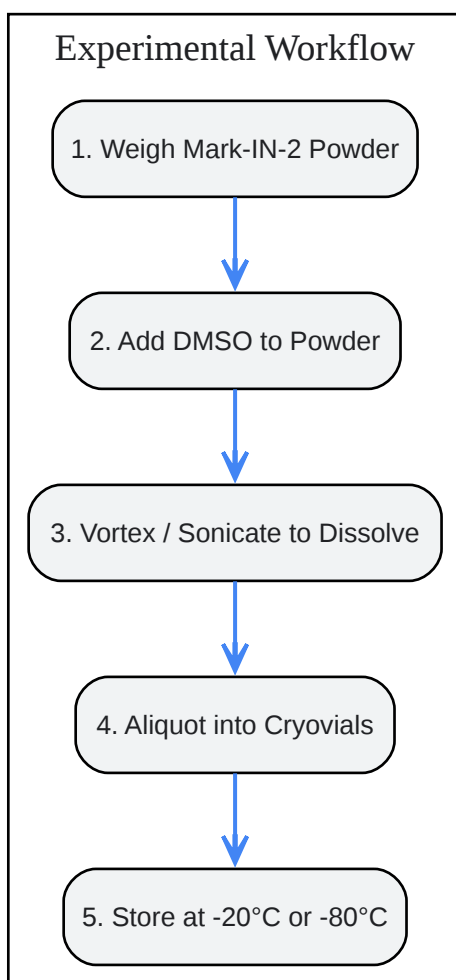 Experimental Workflow
1. Weigh Mark-IN-2 Powder
2. Add DMSO to Powder
3. Vortex / Sonicate to Dissolve
4. Aliquot into Cryovials
5. Store at -20°C or -80°C